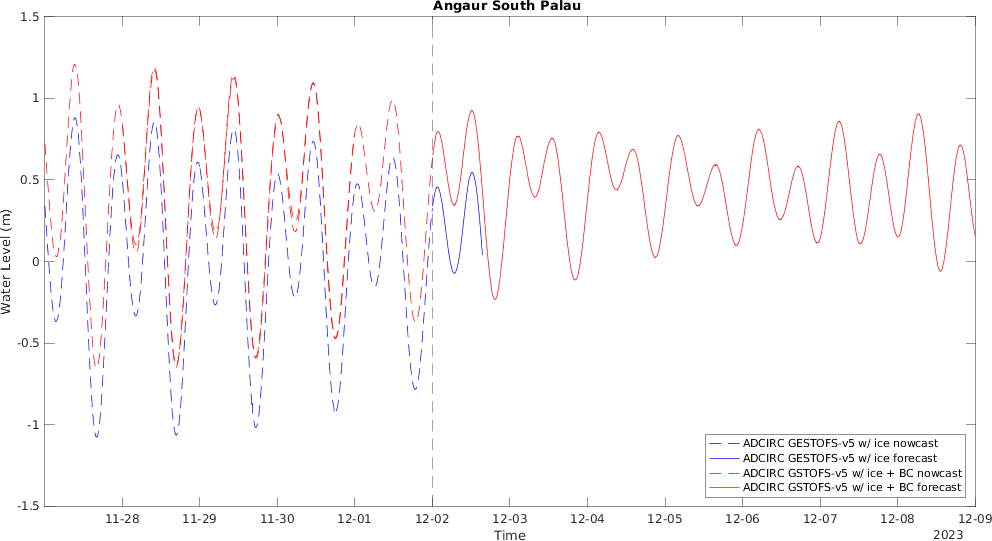 Angaur South Palau
1.5
1
0.5
0
-0.5
-1
-1.5
Water Level (m)
11-28
11-29
11-30
12-01
12-02
12-03
12-04
12-05
12-06
12-07
12-08
12-09
Time
2023
ADCIRC GESTOFS-v5 w/ ice nowcast
ADCIRC GESTOFS-v5 w/ ice forecast
ADCIRC GSTOFS-v5 w/ ice + BC nowcast
ADCIRC GSTOFS-v5 w/ ice + BC forecast